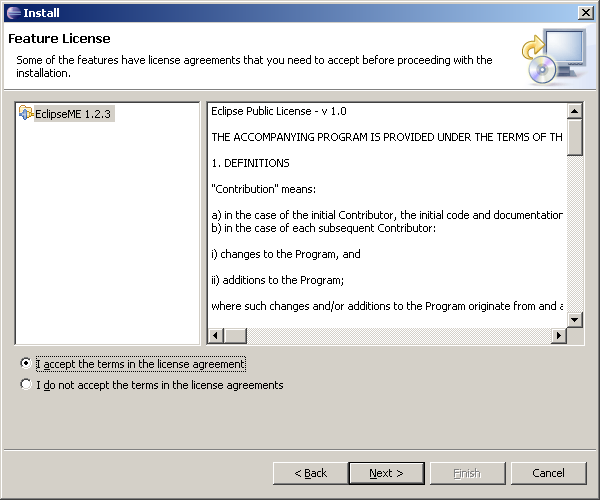 Install
Feature License
Some of the features have license agreements that you need to accept before proceeding with the
installation.
EclipseME 1.2.3
Eclipse Public License - v 1.0
THE ACCOMPANYING PROGRAM IS PROVIDED UNDER THE TERMS OF TH
1. DEFINITIONS
"Contribution" means:
a) in the case of the initial Contributor, the initial code and documentation
b) in the case of each subsequent Contributor:
i) changes to the Program, and
ii) additions to the Program;
where such changes and/or additions to the Program originate from and a
I accept the terms in the license agreement
I do not accept the terms in the license agreements
< Back
Next >
Finish
Cancel